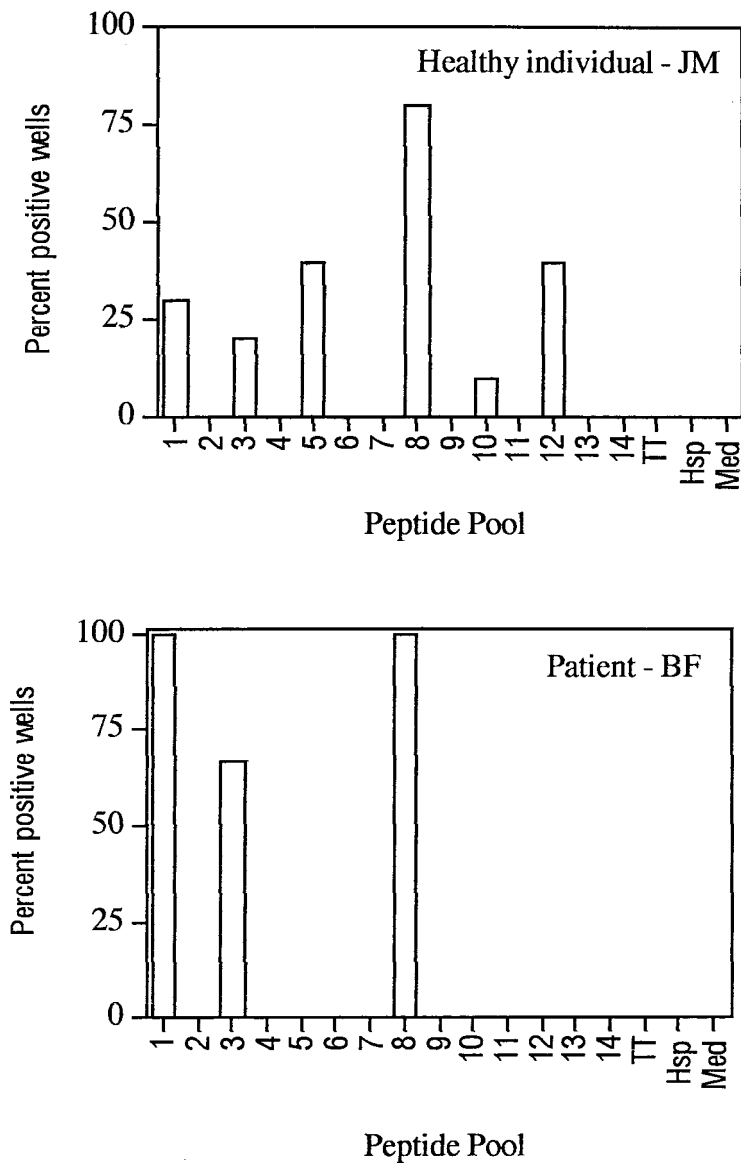 Healthy individual - JM
Percent positive wells
100
75
50
25
0
1 2 3 4 5 6 7 8 9 10 11 12 13 14 TT Hsp Med
Peptide Pool
Patient - BF
Percent positive wells
100
75
50
25
0
1 2 3 4 5 6 7 8 9 10 11 12 13 14 TT Hsp Med
Peptide Pool